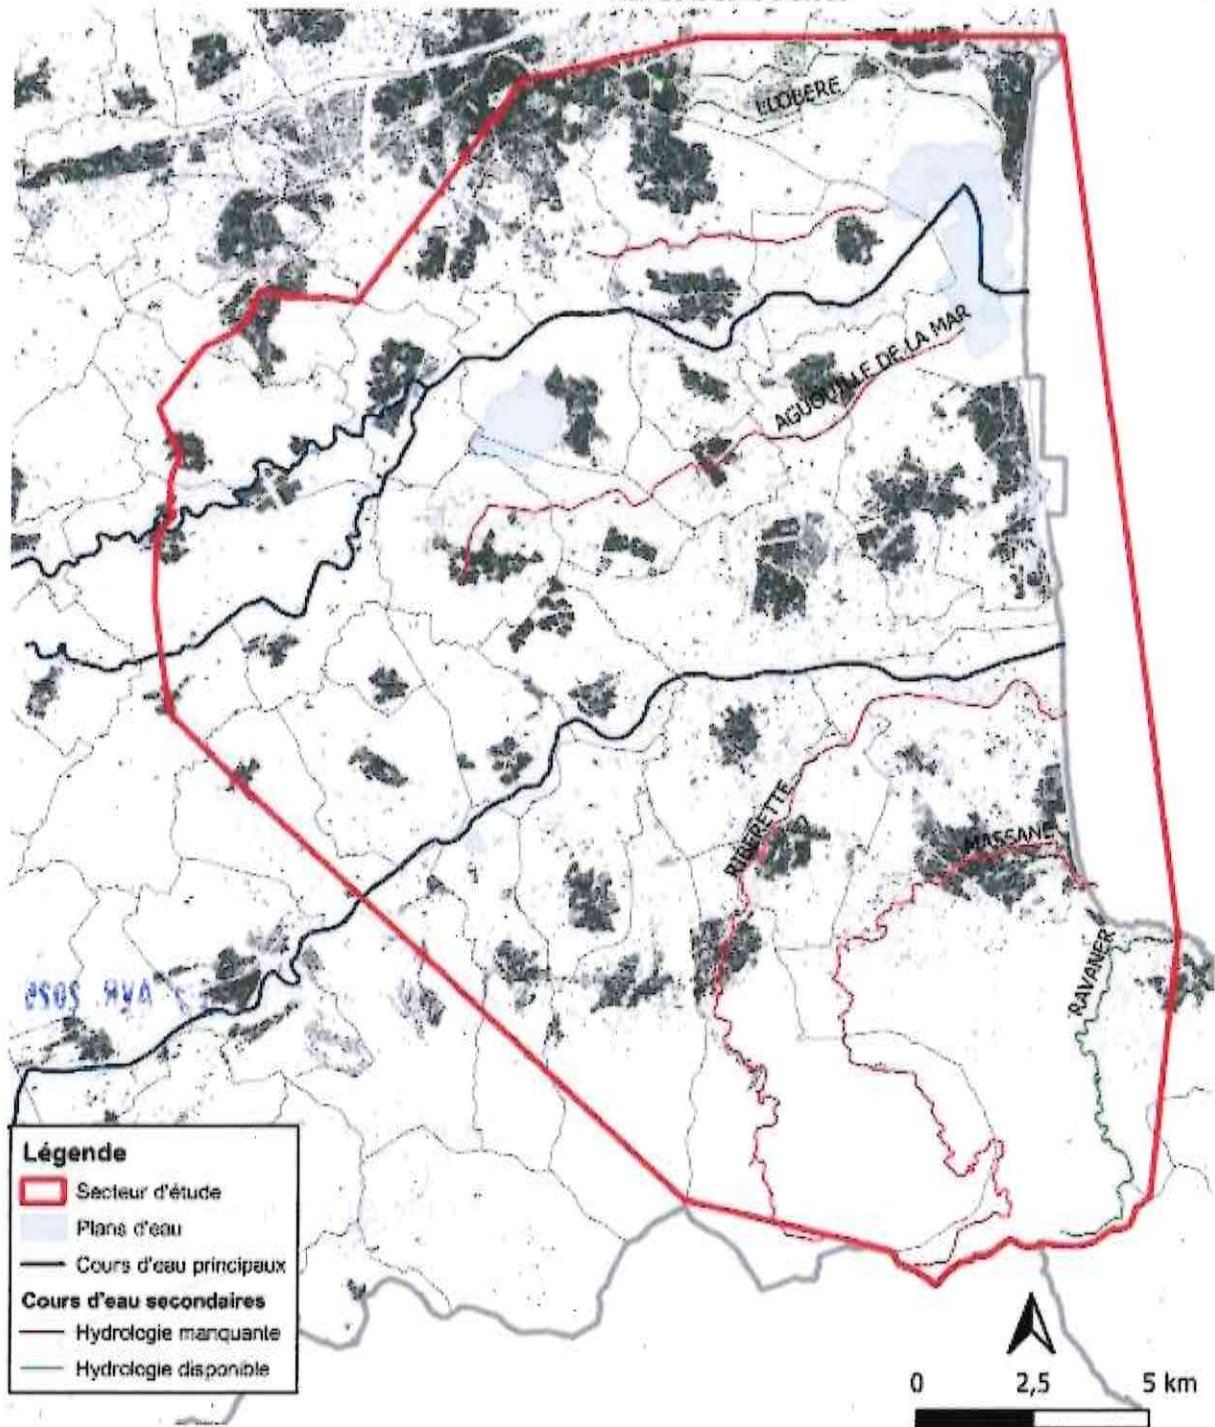 LLOBERE
AGUOUILLE DE LA MAR
RIBERETTE
MASSANE
RAVANER
Légende
Secteur d'étude
Plans d'eau
Cours d'eau principaux
Cours d'eau secondaires
Hydrologie manquante
Hydrologie disponible
0 2,5 5 km